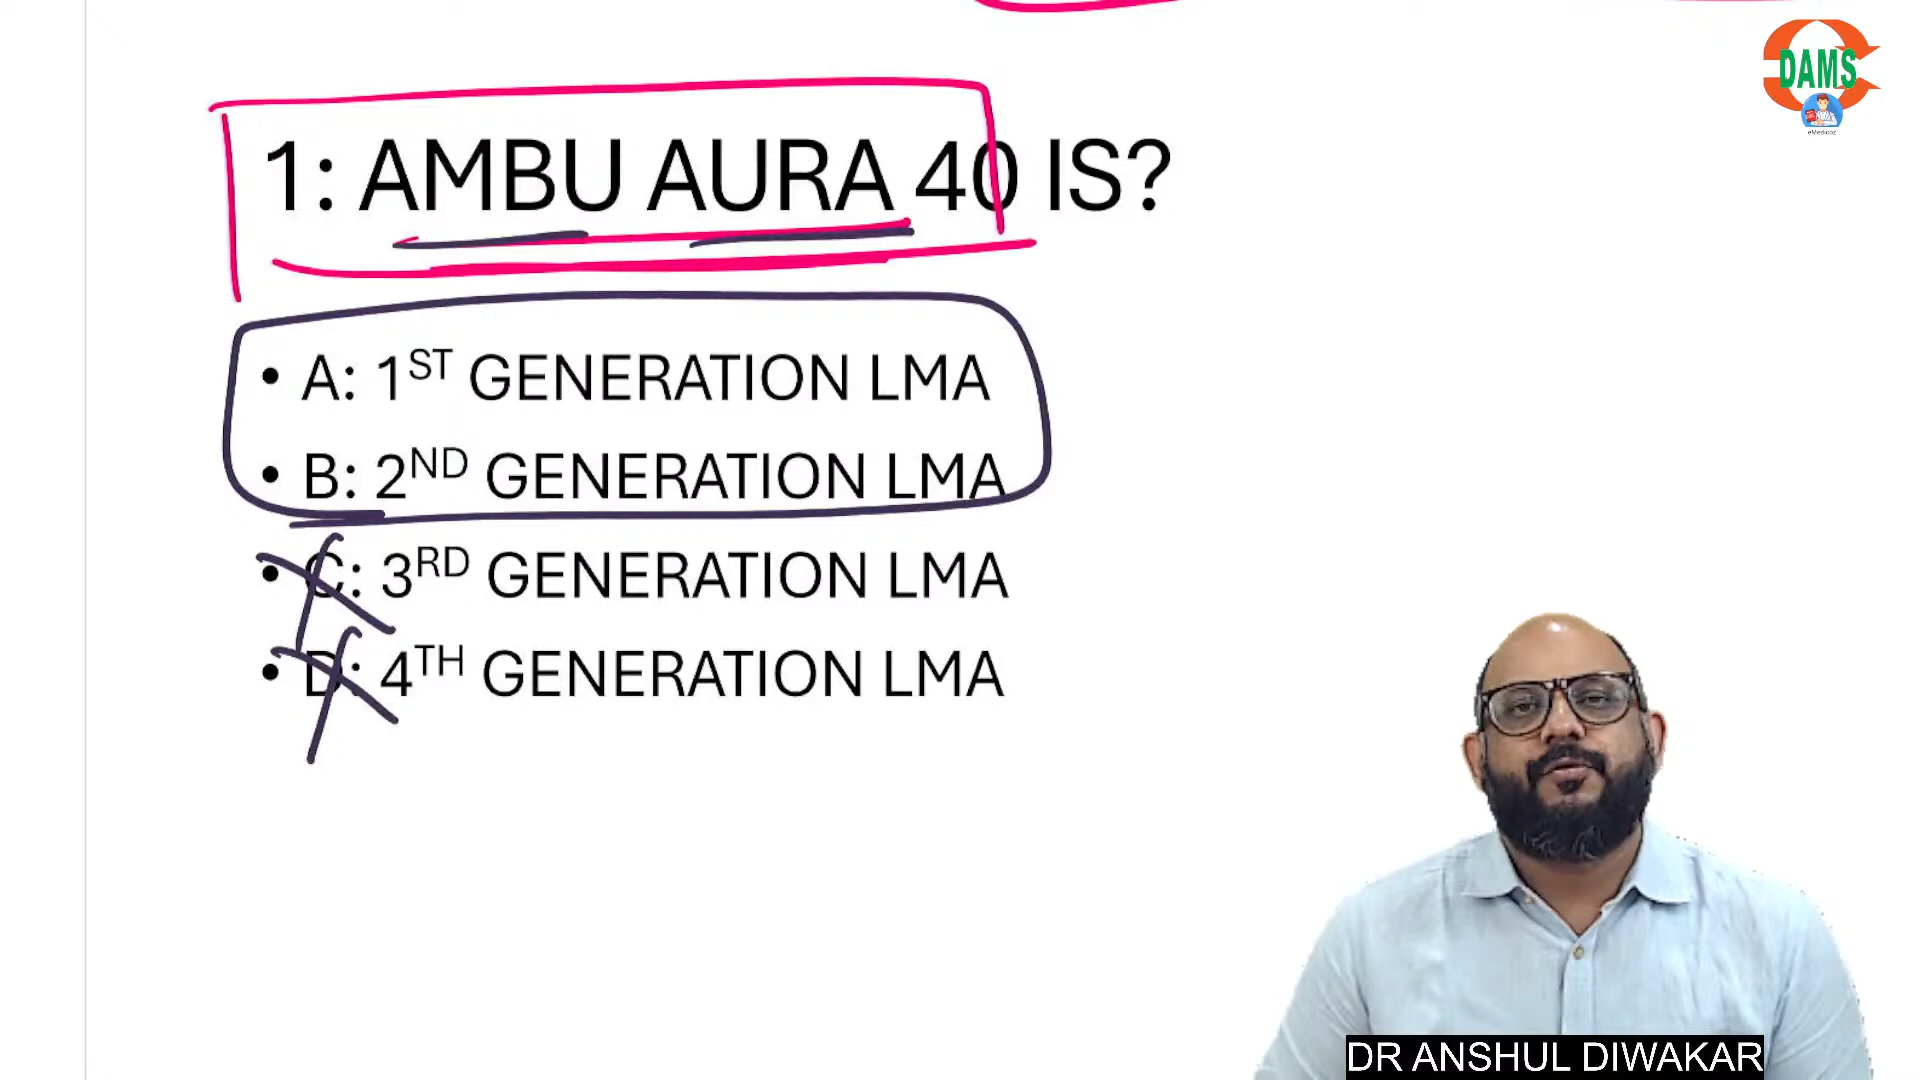 DAMS
eMedicoz
1: AMBU AURA 40 IS?
• A: 1ST GENERATION LMA
• B: 2ND GENERATION LMA
• C: 3RD GENERATION LMA
• D: 4TH GENERATION LMA
DR ANSHUL DIWAKAR